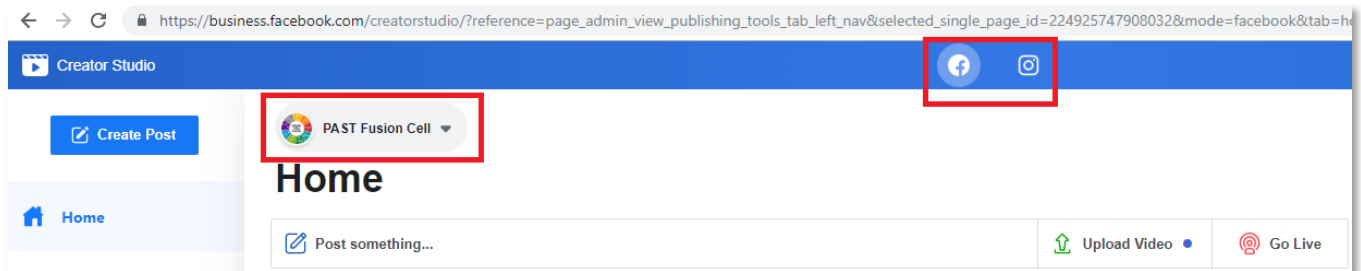 https://business.facebook.com/creatorstudio/?reference=page_admin_view_publishing_tools_tab_left_nav&selected_single_page_id=224925747908032&mode=facebook&tab=ho
Creator Studio
Create Post
PAST Fusion Cell
Home
Home
Post something...
Upload Video
Go Live